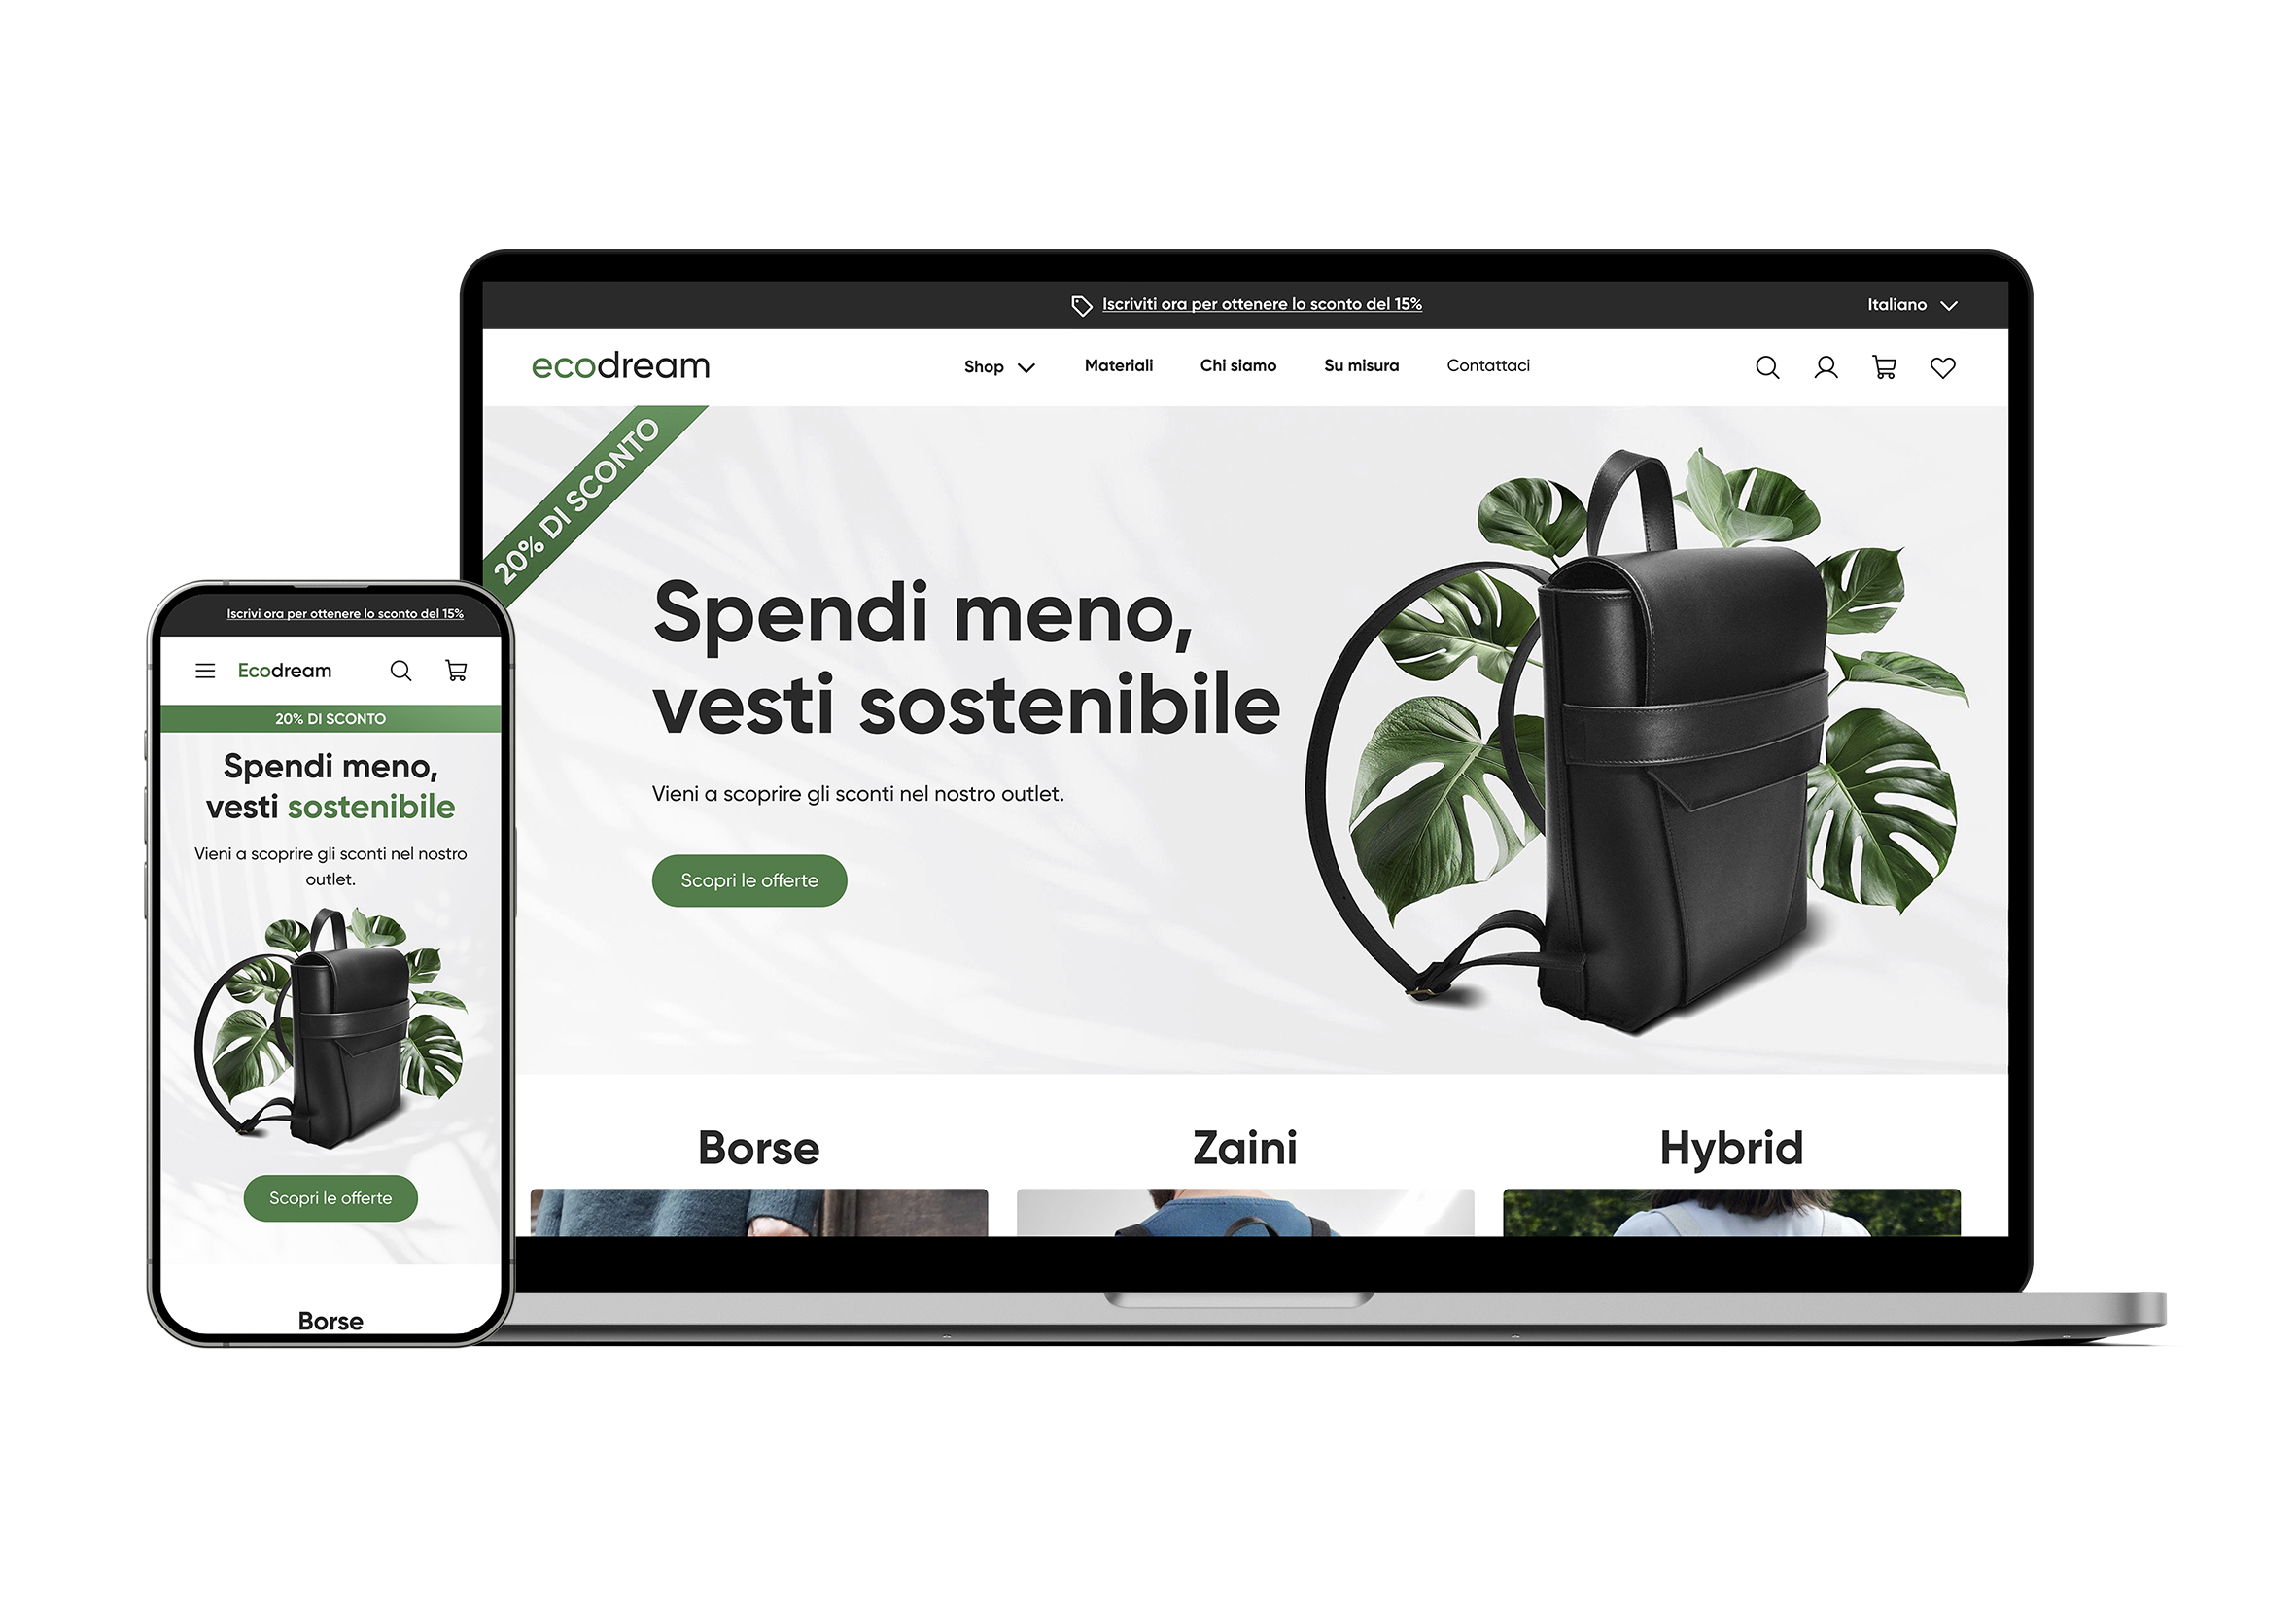 Iscriviti ora per ottenere lo sconto del 15%
Italiano
ecodream
Shop
Materiali
Chi siamo
Su misura
Contattaci
20% DI SCONTO
Spendi meno,
vesti sostenibile
Vieni a scoprire gli sconti nel nostro outlet.
Scopri le offerte
Borse
Zaini
Hybrid
Iscrivi ora per ottenere lo sconto del 15%
Ecodream
20% DI SCONTO
Spendi meno,
vesti sostenibile
Vieni a scoprire gli sconti nel nostro
outlet.
Scopri le offerte
Borse